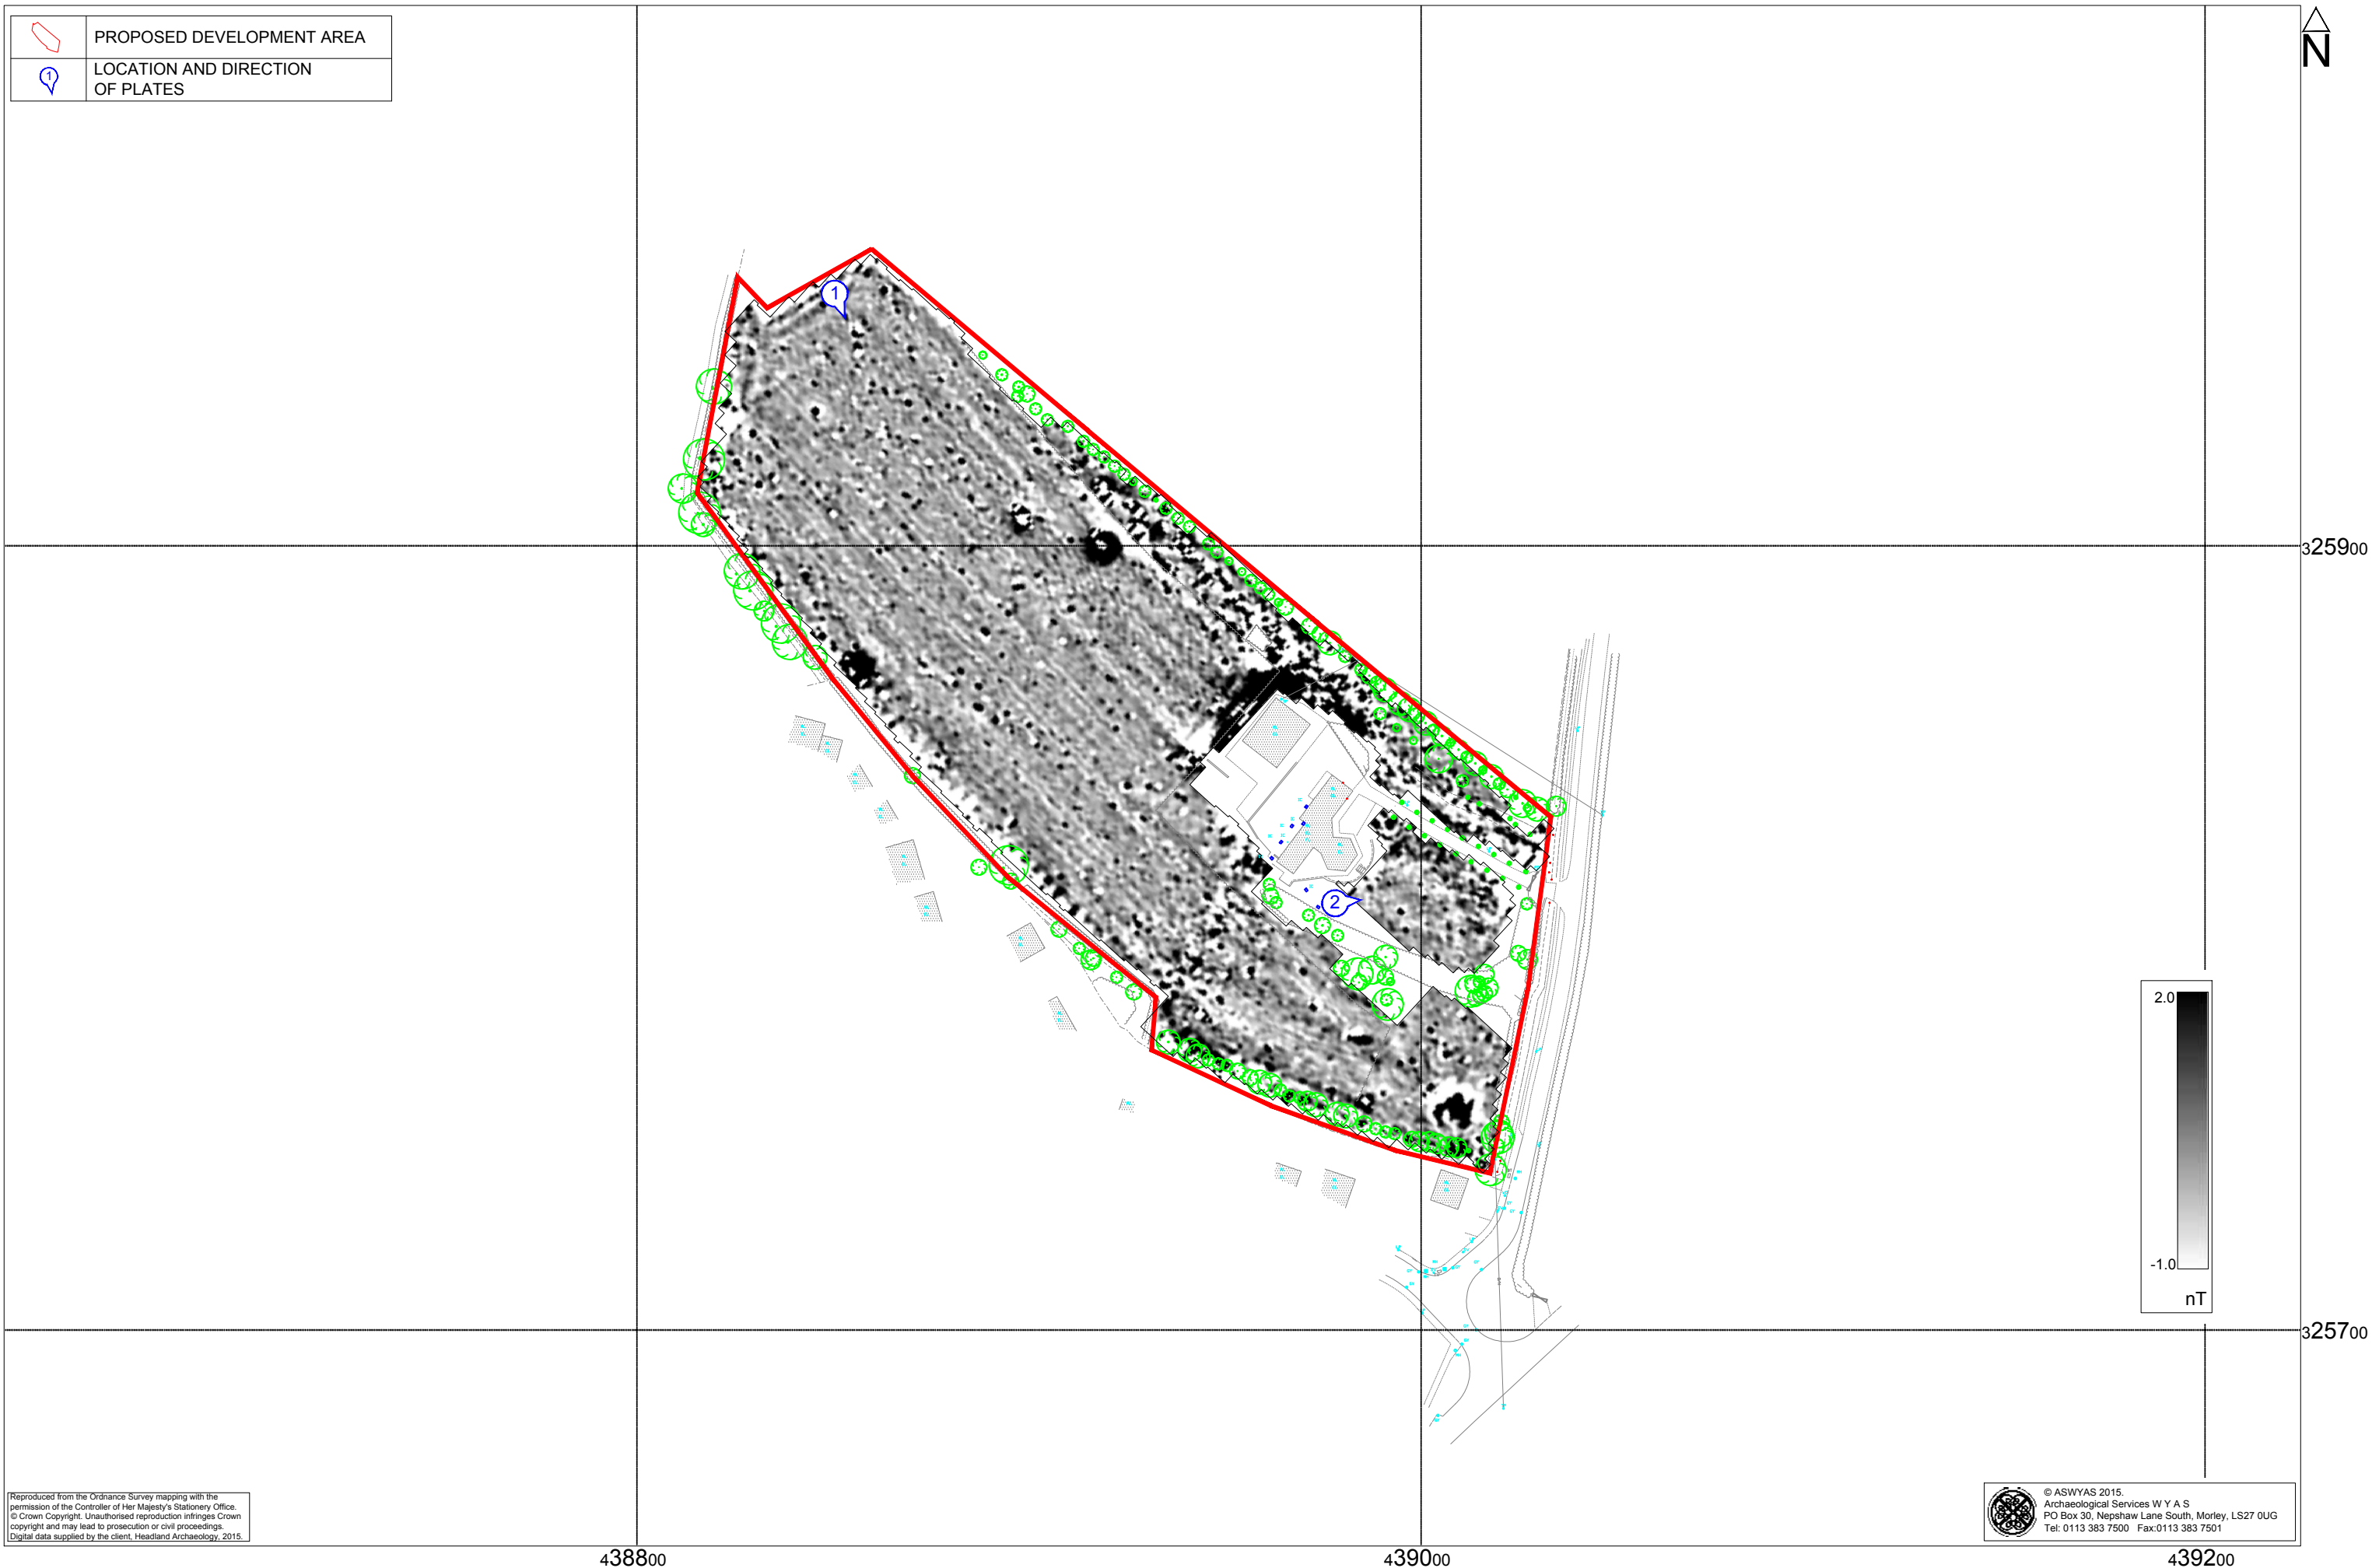 PROPOSED DEVELOPMENT AREA
1
LOCATION AND DIRECTION
OF PLATES
N
1
2
325900
325700
2.0
-1.0
nT
Reproduced from the Ordnance Survey mapping with the
permission of the Controller of Her Majesty's Stationery Office.
© Crown Copyright. Unauthorised reproduction infringes Crown
copyright and may lead to prosecution or civil proceedings.
Digital data supplied by the client, Headland Archaeology, 2015.
© ASWYAS 2015.
Archaeological Services W Y A S
PO Box 30, Nepshaw Lane South, Morley, LS27 0UG
Tel: 0113 383 7500 Fax:0113 383 7501
438800
439000
439200